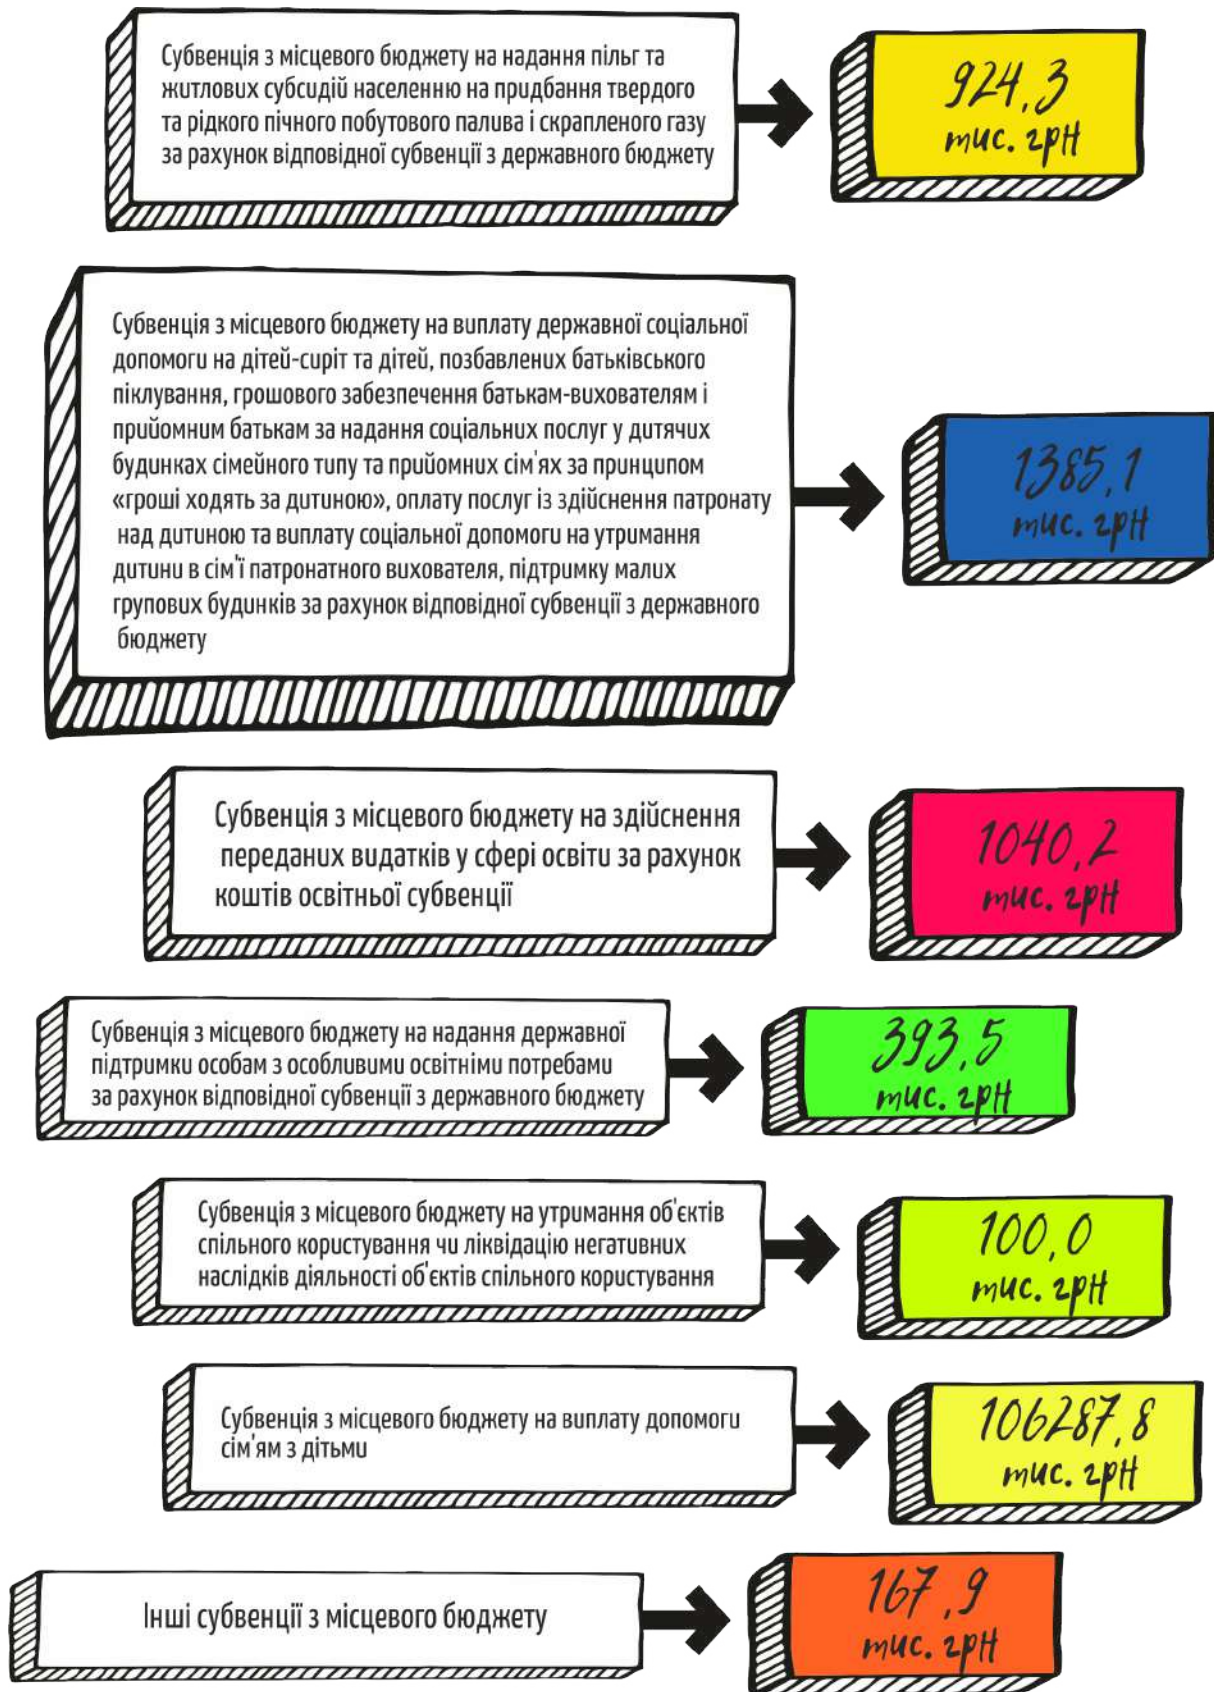 Субвенція з місцевого бюджету на надання пільг та
житлових субсидій населенню на придбання твердого
та рідкого пічного побутового палива і скрапленого газу
за рахунок відповідної субвенції з державного бюджету
924,3
тис. грн
Субвенція з місцевого бюджету на виплату державної соціальної
допомоги на дітей-сиріт та дітей, позбавлених батьківського
піклування, грошового забезпечення батькам-вихователям і
прийомним батькам за надання соціальних послуг у дитячих
будинках сімейного типу та прийомних сім'ях за принципом
«гроші ходять за дитиною», оплату послуг із здійснення патронату
над дитиною та виплату соціальної допомоги на утримання
дитини в сім'ї патронатного вихователя, підтримку малих
групових будинків за рахунок відповідної субвенції з державного
бюджету
1385,1
тис. грн
Субвенція з місцевого бюджету на здійснення
переданих видатків у сфері освіти за рахунок
коштів освітньої субвенції
1040,2
тис. грн
Субвенція з місцевого бюджету на надання державної
підтримки особам з особливими освітніми потребами
за рахунок відповідної субвенції з державного бюджету
393,5
тис. грн
Субвенція з місцевого бюджету на утримання об'єктів
спільного користування чи ліквідацію негативних
наслідків діяльності об'єктів спільного користування
100,0
тис. грн
Субвенція з місцевого бюджету на виплату допомоги
сім'ям з дітьми
106287,8
тис. грн
Інші субвенції з місцевого бюджету
167,9
тис. грн